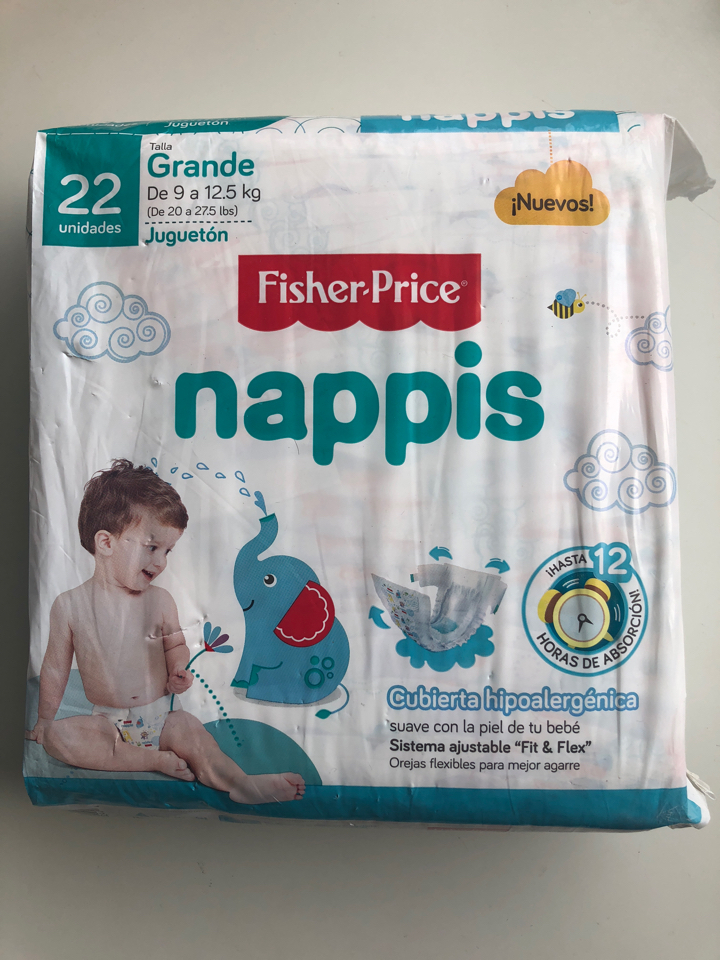 Juguetón
nappis
22
unidades
Talla
Grande
De 9 a 12.5 kg
(De 20 a 27.5 lbs)
Juguetón
¡Nuevos!
Fisher-Price®
nappis
¡HASTA 12
HORAS DE ABSORCIÓN!
Cubierta hipoalergénica
suave con la piel de tu bebé
Sistema ajustable "Fit & Flex"
Orejas flexibles para mejor agarre